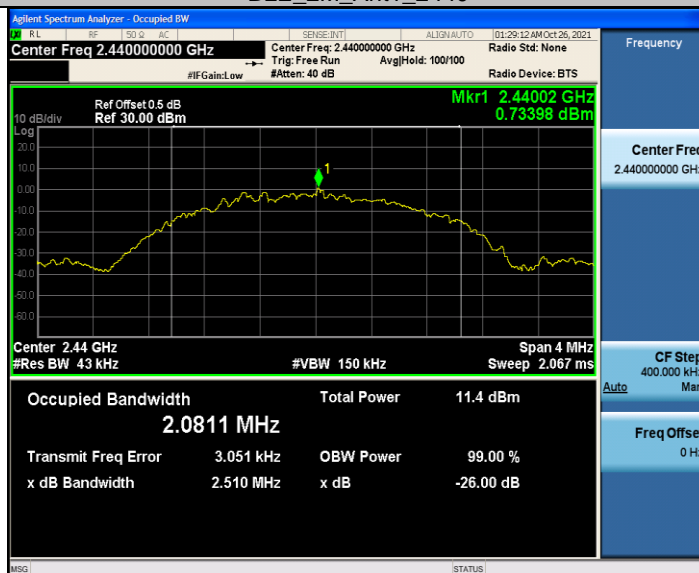 Agilent Spectrum Analyzer - Occupied BW
RL RF 50 Ω AC SENSE:INT ALIGN AUTO 01:29:12 AM Oct 26, 2021
Center Freq 2.440000000 GHz
Center Freq: 2.440000000 GHz
Radio Std: None
Trig: Free Run Avg|Hold: 100/100
#IFGain:Low #Atten: 40 dB Radio Device: BTS
Ref Offset 0.5 dB
10 dB/div Ref 30.00 dBm
Mkr1 2.44002 GHz
0.73398 dBm
Log
20.0
10.0
0.00
-10.0
-20.0
-30.0
-40.0
-50.0
-60.0
1
Center 2.44 GHz Span 4 MHz
#Res BW 43 kHz #VBW 150 kHz Sweep 2.067 ms
Occupied Bandwidth Total Power 11.4 dBm
2.0811 MHz
Transmit Freq Error 3.051 kHz OBW Power 99.00 %
x dB Bandwidth 2.510 MHz x dB -26.00 dB
MSG STATUS
Frequency
Center Freq
2.440000000 GHz
CF Step
400.000 kHz
Auto Man
Freq Offset
0 Hz